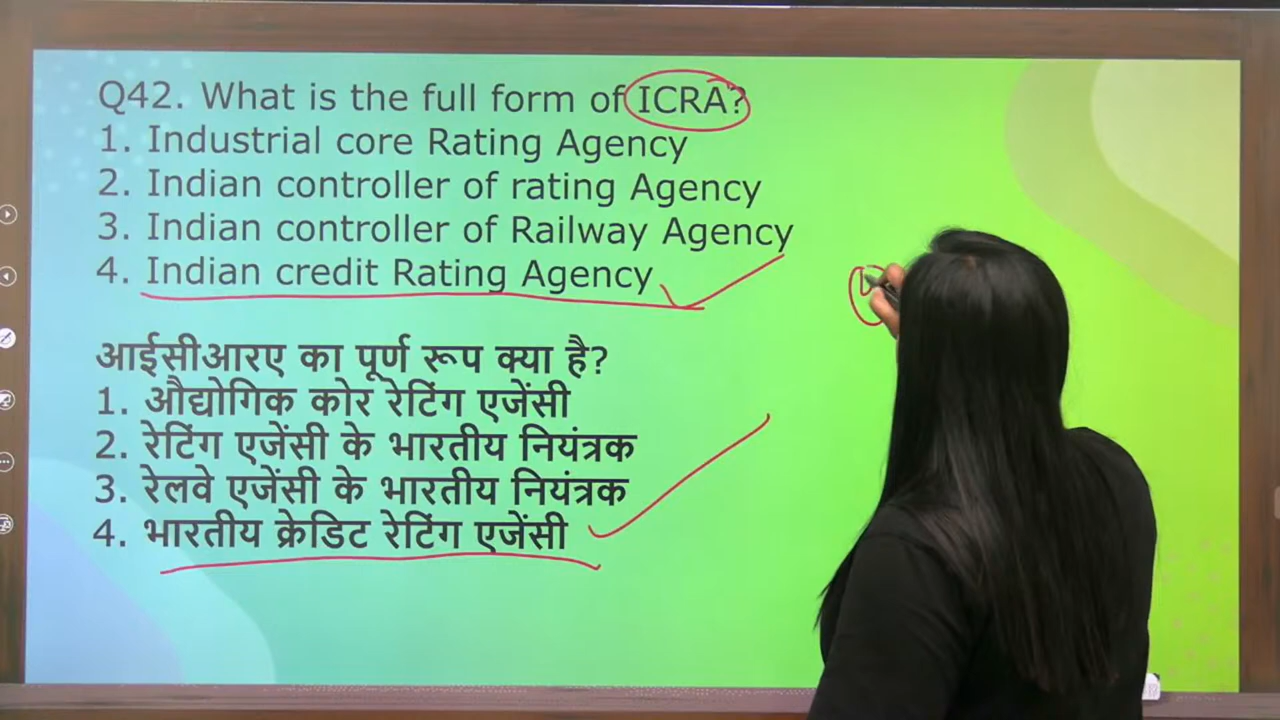 Q42. What is the full form of ICRA?
1. Industrial core Rating Agency
2. Indian controller of rating Agency
3. Indian controller of Railway Agency
4. Indian credit Rating Agency
आईसीआरए का पूर्ण रूप क्या है?
1. औद्योगिक कोर रेटिंग एजेंसी
2. रेटिंग एजेंसी के भारतीय नियंत्रक
3. रेलवे एजेंसी के भारतीय नियंत्रक
4. भारतीय क्रेडिट रेटिंग एजेंसी